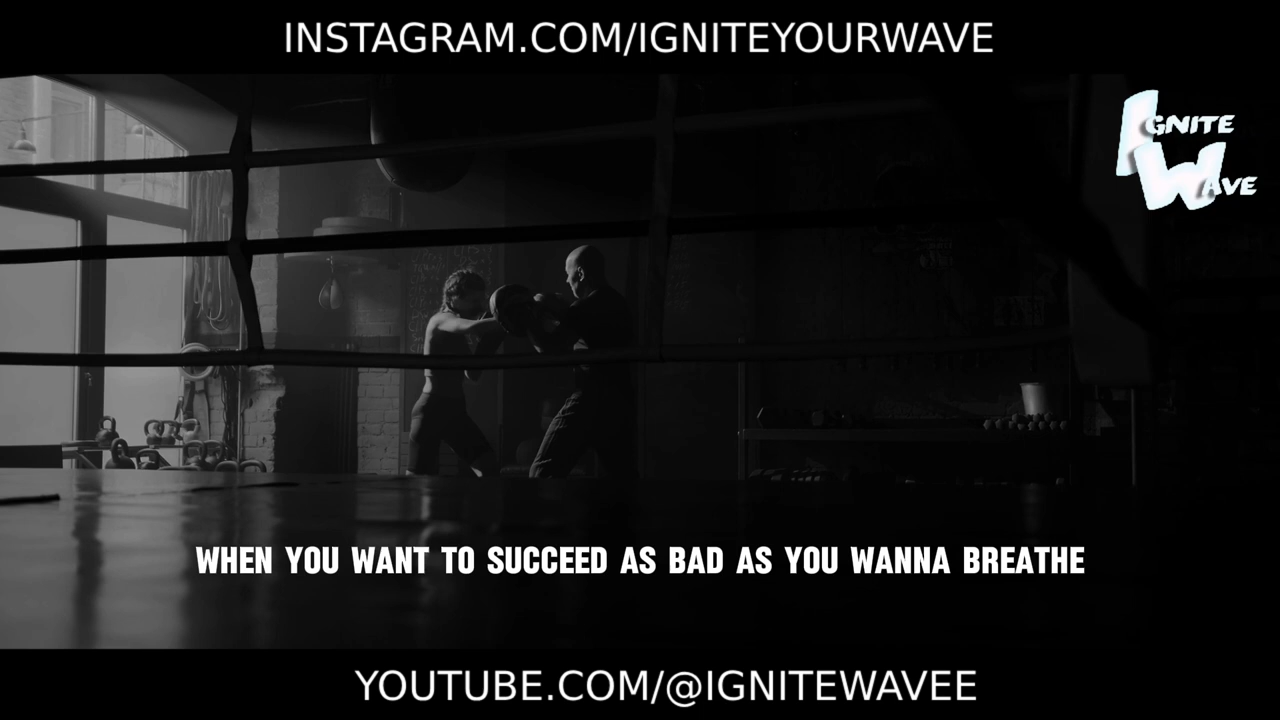 INSTAGRAM.COM/IGNITEYOURWAVE
IGNITE
WAVE
WHEN YOU WANT TO SUCCEED AS BAD AS YOU WANNA BREATHE
YOUTUBE.COM/@IGNITEWAVEE